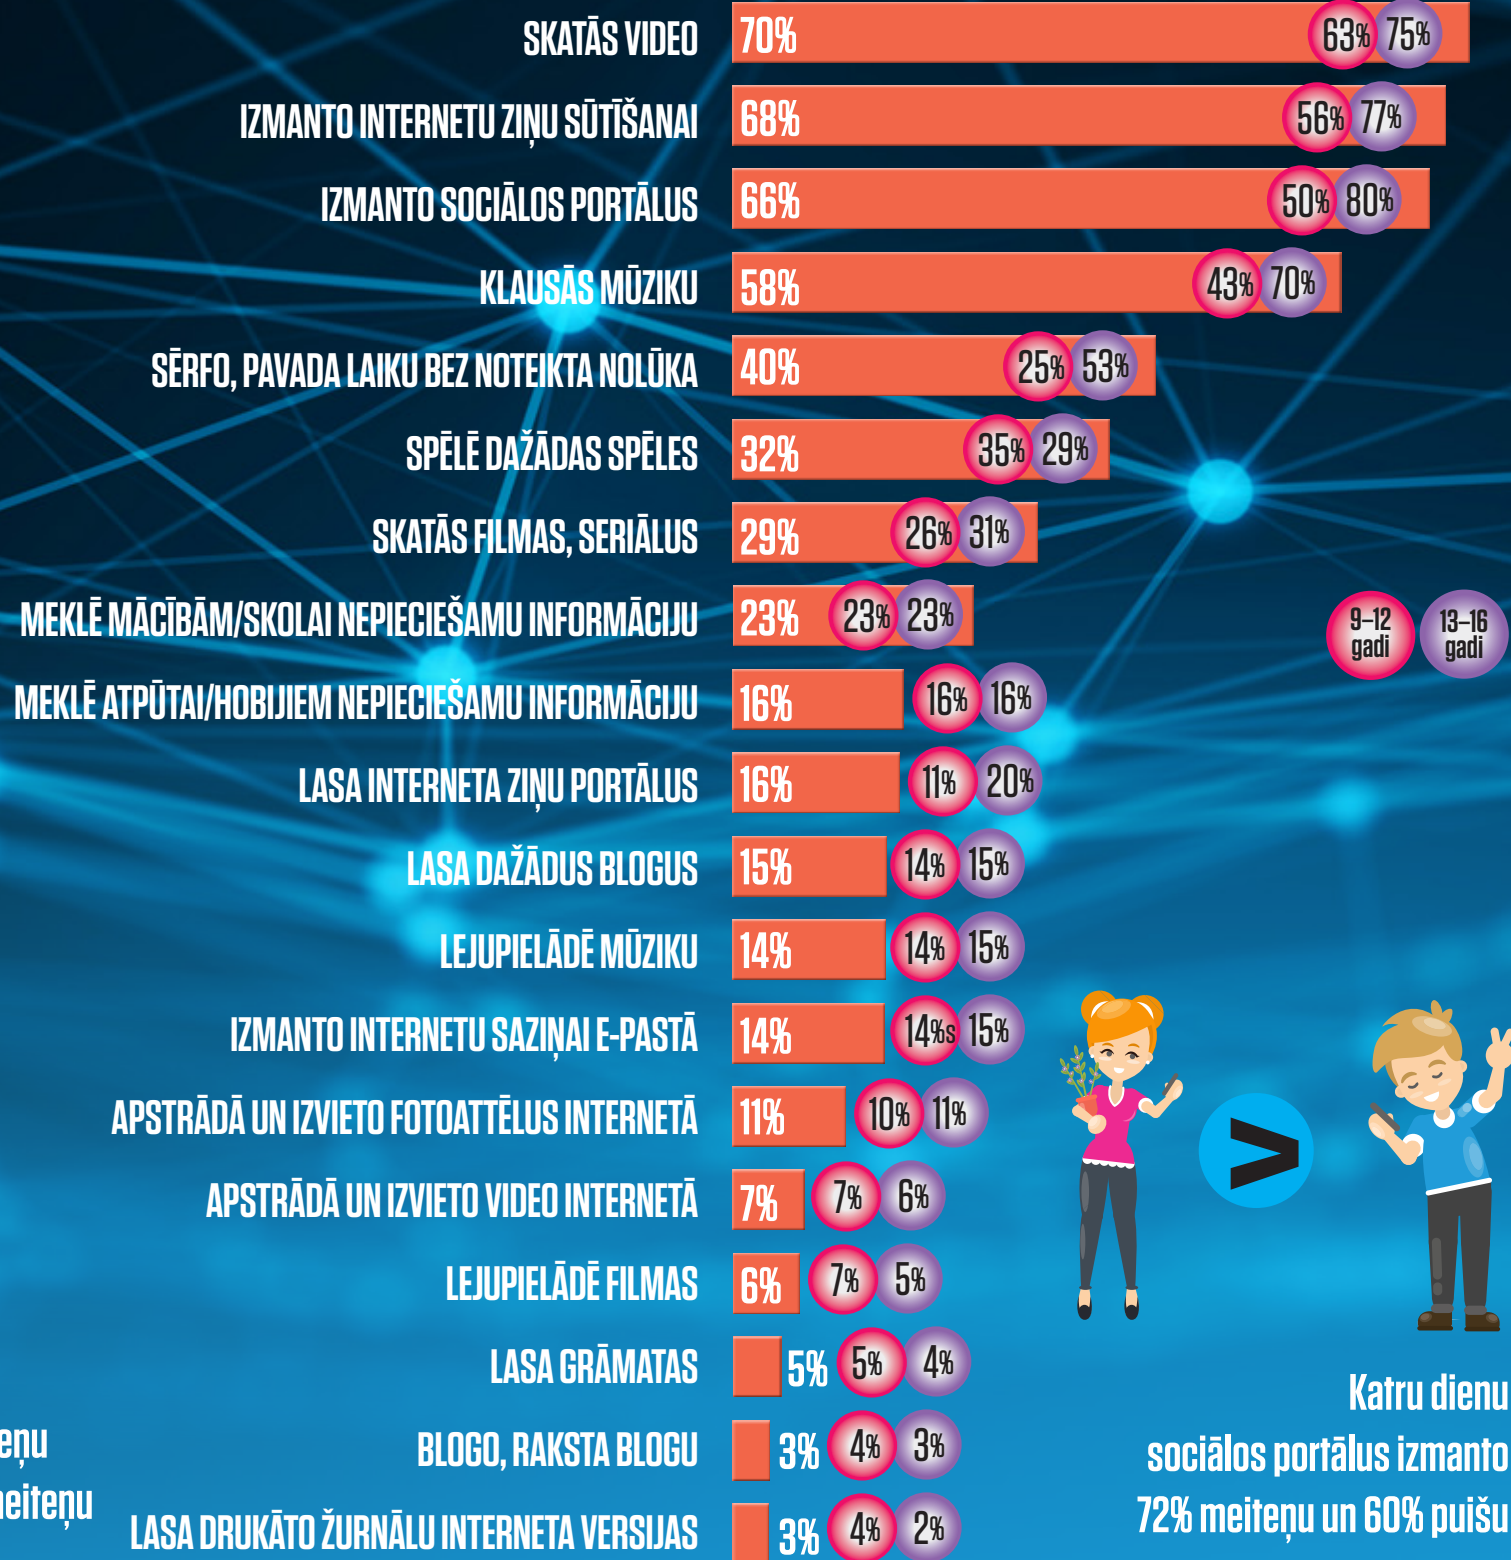 SKATĀS VIDEO 70% 63% 75%
IZMANTO INTERNETU ZIŅU SŪTĪŠANAI 68% 56% 77%
IZMANTO SOCIĀLOS PORTĀLUS 66% 50% 80%
KLAUSĀS MŪZIKU 58% 43% 70%
SĒRFO, PAVADA LAIKU BEZ NOTEIKTA NOLŪKA 40% 25% 53%
SPĒLĒ DAŽĀDAS SPĒLES 32% 35% 29%
SKATĀS FILMAS, SERIĀLUS 29% 26% 31%
MEKLĒ MĀCĪBĀM/SKOLAI NEPIECIEŠAMU INFORMĀCIJU 23% 23% 23%
9–12
gadi
13–16
gadi
MEKLĒ ATPŪTAI/HOBIJIEM NEPIECIEŠAMU INFORMĀCIJU 16% 16% 16%
LASA INTERNETA ZIŅU PORTĀLUS 16% 11% 20%
LASA DAŽĀDUS BLOGUS 15% 14% 15%
LEJUPIELĀDĒ MŪZIKU 14% 14% 15%
IZMANTO INTERNETU SAZIŅAI E-PASTĀ 14% 14%s 15%
APSTRĀDĀ UN IZVIETO FOTOATTĒLUS INTERNETĀ 11% 10% 11%
>
APSTRĀDĀ UN IZVIETO VIDEO INTERNETĀ 7% 7% 6%
LEJUPIELĀDĒ FILMAS 6% 7% 5%
LASA GRĀMATAS 5% 5% 4%
BLOGO, RAKSTA BLOGU 3% 4% 3%
LASA DRUKĀTO ŽURNĀLU INTERNETA VERSIJAS 3% 4% 2%
Katru dienu
sociālos portālus izmanto
72% meiteņu un 60% puišu